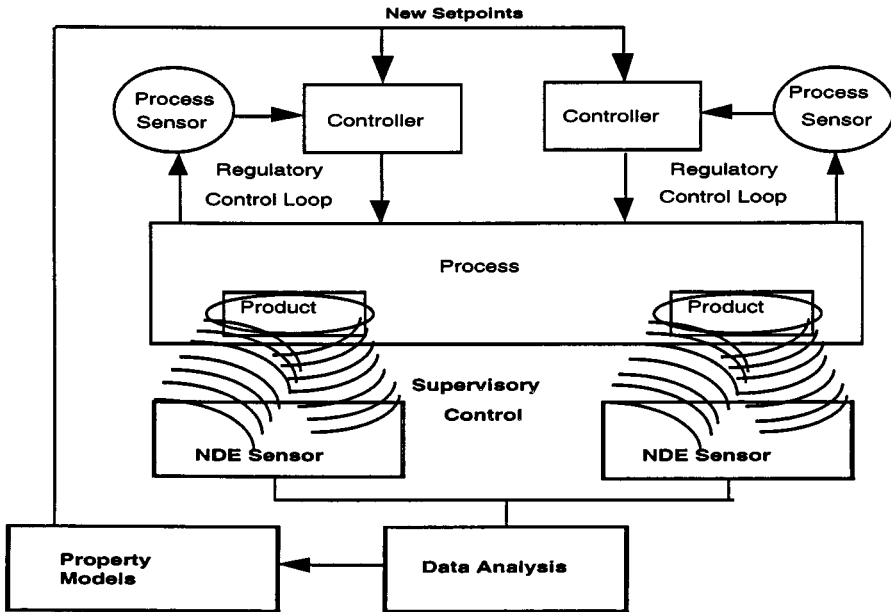 New Setpoints
Process
Sensor
Controller
Controller
Process
Sensor
Regulatory
Control Loop
Regulatory
Control Loop
Process
Product
Product
Supervisory
Control
NDE Sensor
NDE Sensor
Property
Models
Data Analysis